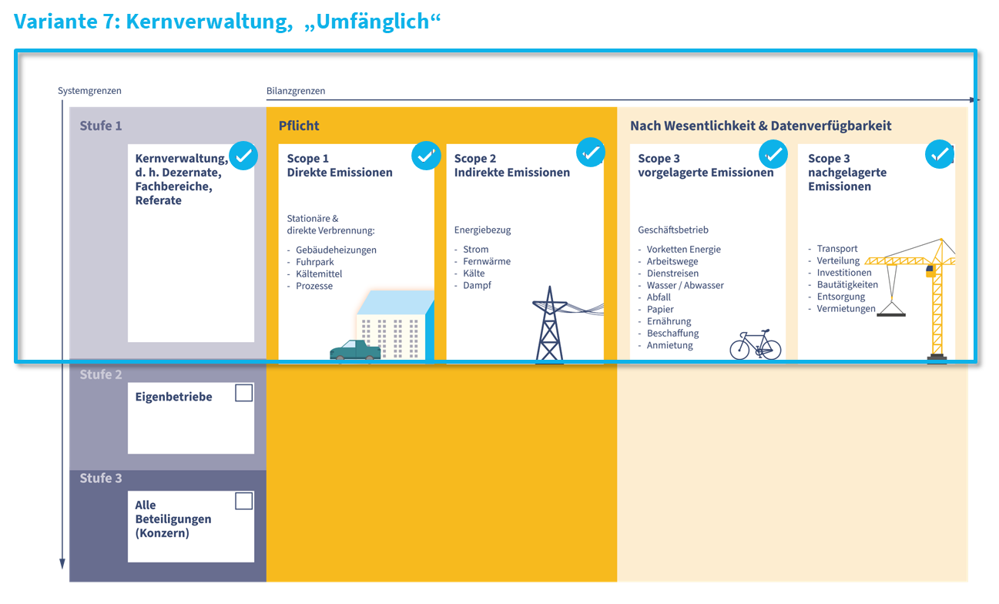 Variante 7: Kernverwaltung, „Umfänglich“
Systemgrenzen
Bilanzgrenzen
Stufe 1
Kernverwaltung,
d. h. Dezernate,
Fachbereiche,
Referate
Pflicht
Scope 1
Direkte Emissionen
Stationäre &
direkte Verbrennung:
- Gebäudeheizungen
- Fuhrpark
- Kältemittel
- Prozesse
Scope 2
Indirekte Emissionen
Energiebezug
- Strom
- Fernwärme
- Kälte
- Dampf
Nach Wesentlichkeit & Datenverfügbarkeit
Scope 3
vorgelagerte Emissionen
Geschäftsbetrieb
- Vorketten Energie
- Arbeitswege
- Dienstreisen
- Wasser / Abwasser
- Abfall
- Papier
- Ernährung
- Beschaffung
- Anmietung
Scope 3
nachgelagerte
Emissionen
- Transport
- Verteilung
- Investitionen
- Bautätigkeiten
- Entsorgung
- Vermietungen
Stufe 2
Eigenbetriebe
Stufe 3
Alle
Beteiligungen
(Konzern)